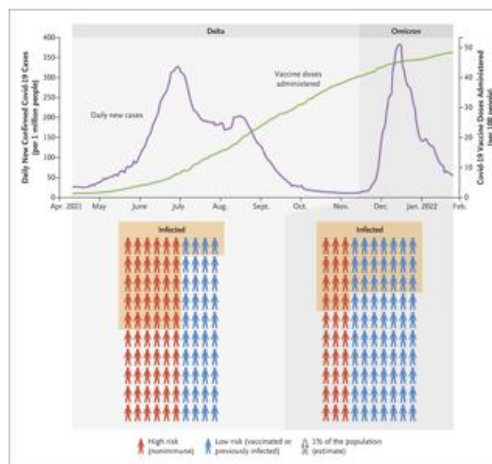 Delta
Omicron
Daily New Confirmed Covid-19 Cases
(per 1 million people)
400
350
300
250
200
150
100
50
0
Daily new cases
Vaccine doses
administered
50
40
30
20
10
0
Covid-19 Vaccine Doses Administered
(per 100 people)
Apr. 2021
May
June
July
Aug.
Sept.
Oct.
Nov.
Dec.
Jan. 2022
Feb.
Infected
Infected
High risk
(nonimmune)
Low risk (vaccinated or
previously infected)
1% of the population
(estimate)